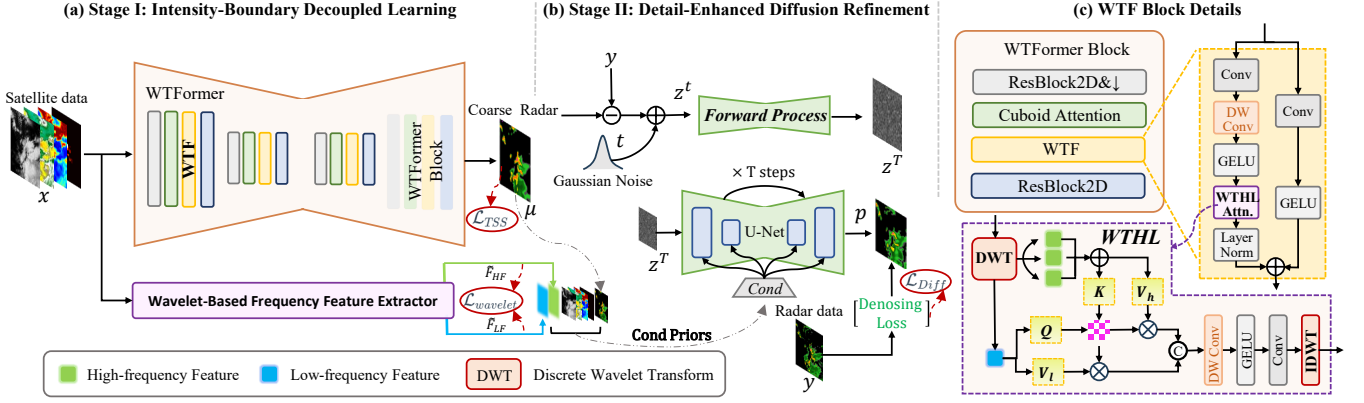 (a) Stage I: Intensity-Boundary Decoupled Learning
Satellite data
x
WTFormer
WTF
WTFormer
Block
Coarse Radar
μ
ℒ_TSS
Wavelet-Based Frequency Feature Extractor
F̃_HF
ℒ_wavelet
F̃_LF
Cond Priors
High-frequency Feature
Low-frequency Feature
DWT
Discrete Wavelet Transform
(b) Stage II: Detail-Enhanced Diffusion Refinement
y
z^t
t
Gaussian Noise
Forward Process
z^T
× T steps
U-Net
z^T
p
Cond
ℒ_Diff
Denosing
Loss
Radar data
y
(c) WTF Block Details
WTFormer Block
ResBlock2D&↓
Cuboid Attention
WTF
ResBlock2D
Conv
DW
Conv
GELU
WTHL
Attn.
Layer
Norm
Conv
GELU
WTHL
DWT
K
V_h
Q
V_l
C
DW Conv
GELU
Conv
IDWT